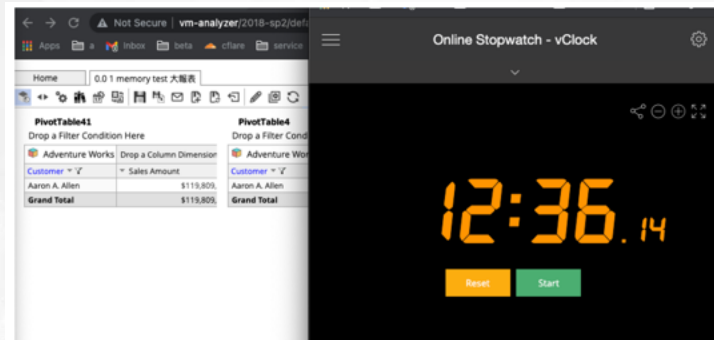 Not Secure | vm-analyzer/2018-sp2/defa
Apps a Inbox beta cflare service
Home 0.0 1 memory test 大報表
PivotTable41
Drop a Filter Condition Here
Adventure Works Drop a Column Dimension
Customer Sales Amount
Aaron A. Allen $119,809.
Grand Total $119,809.
PivotTable4
Drop a Filter Cond
Adventure Wor
Customer
Aaron A. Allen
Grand Total
Online Stopwatch - vClock
12:36.14
Reset Start